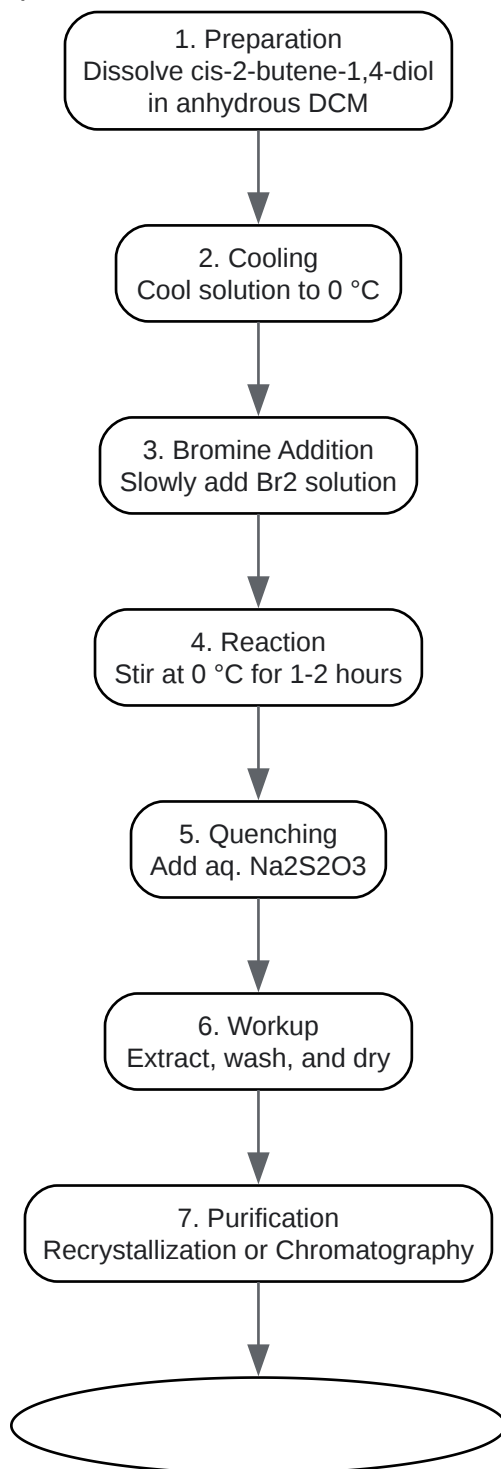 1. Preparation
Dissolve cis-2-butene-1,4-diol
in anhydrous DCM
2. Cooling
Cool solution to 0 °C
3. Bromine Addition
Slowly add Br2 solution
4. Reaction
Stir at 0 °C for 1-2 hours
5. Quenching
Add aq. Na2S2O3
6. Workup
Extract, wash, and dry
7. Purification
Recrystallization or Chromatography